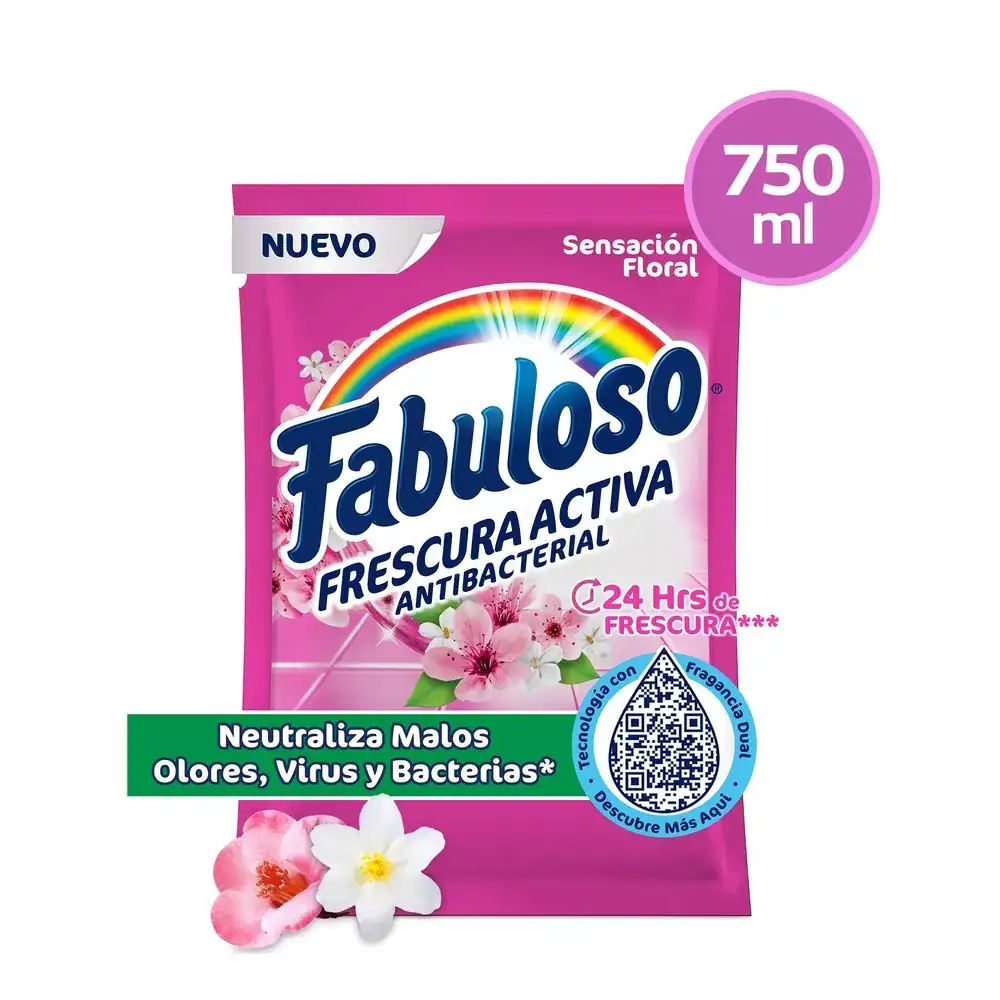 750
ml
NUEVO
Sensación
Floral
Fabuloso®
FRESCURA ACTIVA
ANTIBACTERIAL
24 Hrs de
FRESCURA***
Tecnología con Fragancia Dual
Descubre Más Aquí
Neutraliza Malos
Olores, Virus y Bacterias*